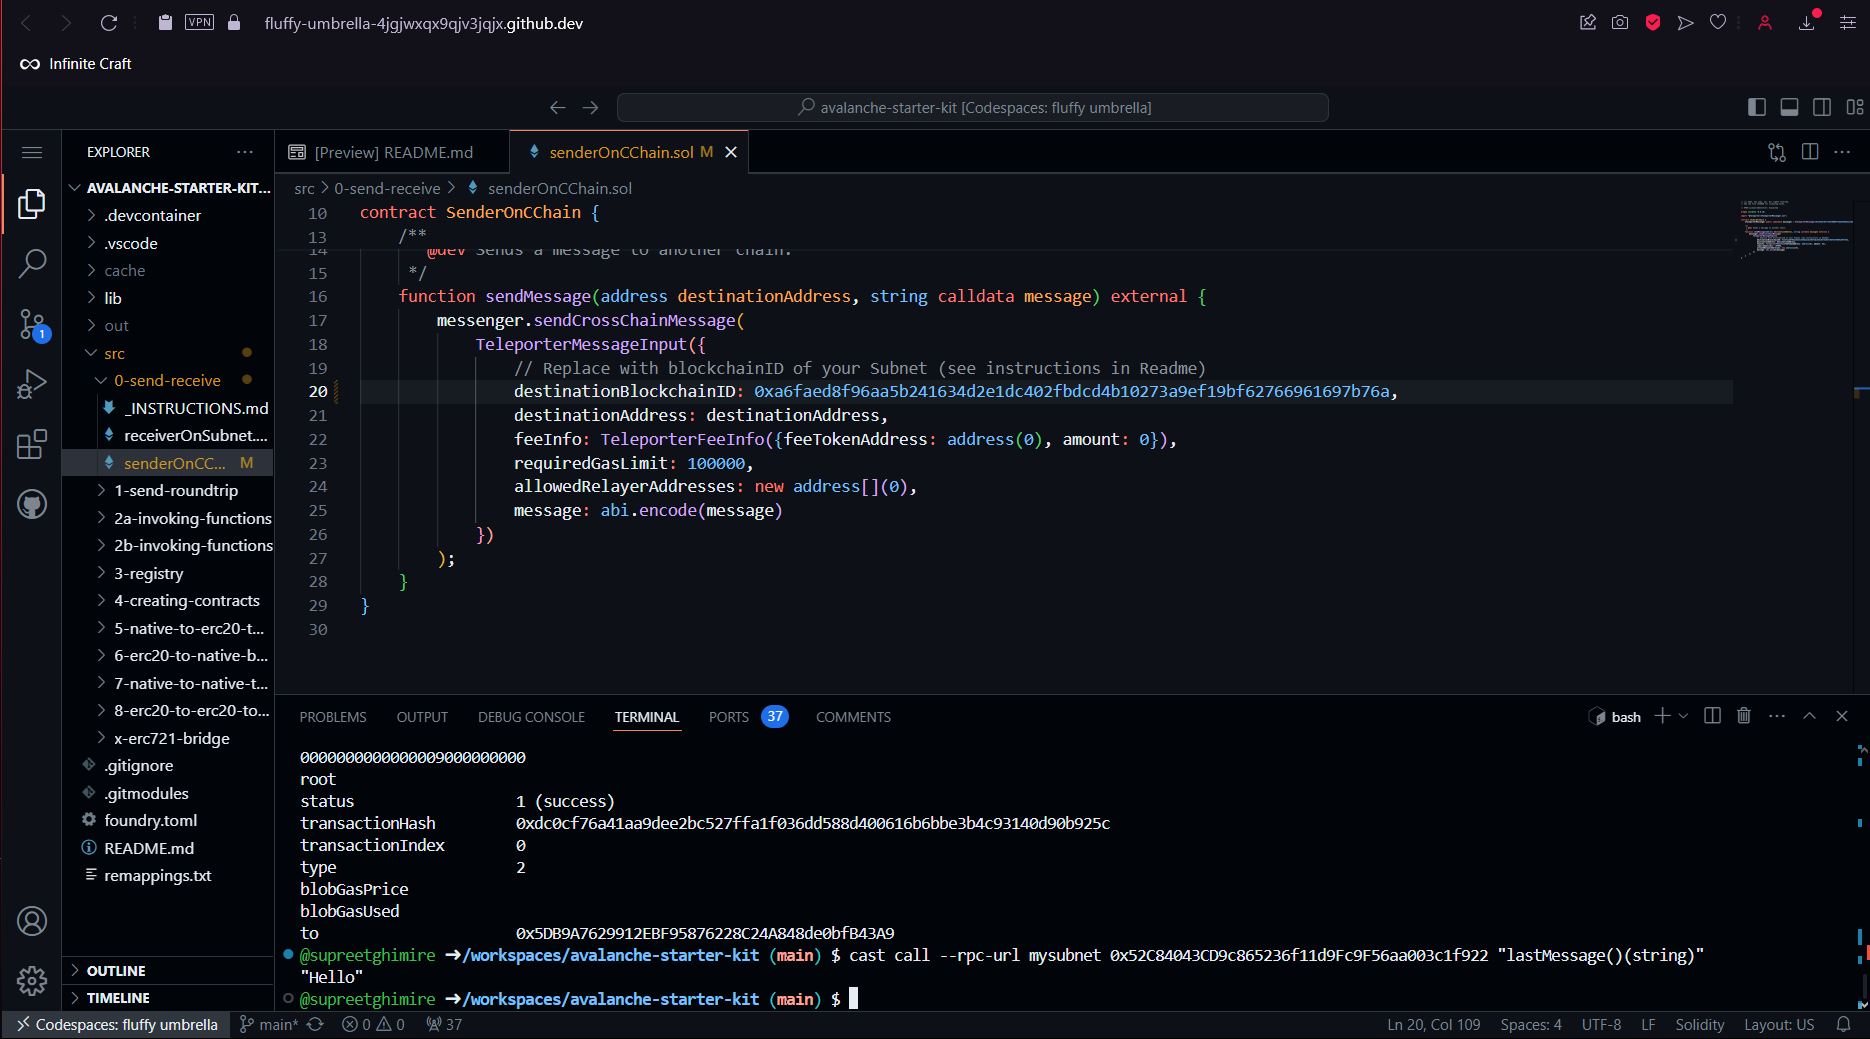 VPN
fluffy-umbrella-4jgjwxqx9qjv3jqjx.github.dev
Infinite Craft
avalanche-starter-kit [Codespaces: fluffy umbrella]
EXPLORER
AVALANCHE-STARTER-KIT...
.devcontainer
.vscode
cache
lib
out
src
0-send-receive
_INSTRUCTIONS.md
receiverOnSubnet....
senderOnCC... M
1-send-roundtrip
2a-invoking-functions
2b-invoking-functions
3-registry
4-creating-contracts
5-native-to-erc20-t...
6-erc20-to-native-b...
7-native-to-native-t...
8-erc20-to-erc20-to...
x-erc721-bridge
.gitignore
.gitmodules
foundry.toml
README.md
remappings.txt
OUTLINE
TIMELINE
1
[Preview] README.md
senderOnCChain.sol M
src > 0-send-receive > senderOnCChain.sol
10 contract SenderOnCChain {
13 /**
14 @dev Sends a message to another chain.
15 */
16 function sendMessage(address destinationAddress, string calldata message) external {
17 messenger.sendCrossChainMessage(
18 TeleporterMessageInput({
19 // Replace with blockchainID of your Subnet (see instructions in Readme)
20 destinationBlockchainID: 0xa6faed8f96aa5b241634d2e1dc402fbdcd4b10273a9ef19bf62766961697b76a,
21 destinationAddress: destinationAddress,
22 feeInfo: TeleporterFeeInfo({feeTokenAddress: address(0), amount: 0}),
23 requiredGasLimit: 100000,
24 allowedRelayerAddresses: new address[](0),
25 message: abi.encode(message)
26 })
27 );
28 }
29 }
30
PROBLEMS OUTPUT DEBUG CONSOLE TERMINAL PORTS 37 COMMENTS
bash
0000000000000009000000000
root
status 1 (success)
transactionHash 0xdc0cf76a41aa9dee2bc527ffa1f036dd588d400616b6bbe3b4c93140d90b925c
transactionIndex 0
type 2
blobGasPrice
blobGasUsed
to 0x5DB9A7629912EBF95876228C24A848de0bfB43A9
@supreetghimire ➜/workspaces/avalanche-starter-kit (main) $ cast call --rpc-url mysubnet 0x52C84043CD9c865236f11d9Fc9F56aa003c1f922 "lastMessage()(string)"
"Hello"
@supreetghimire ➜/workspaces/avalanche-starter-kit (main) $
Codespaces: fluffy umbrella main* 0 0 37 Ln 20, Col 109 Spaces: 4 UTF-8 LF Solidity Layout: US